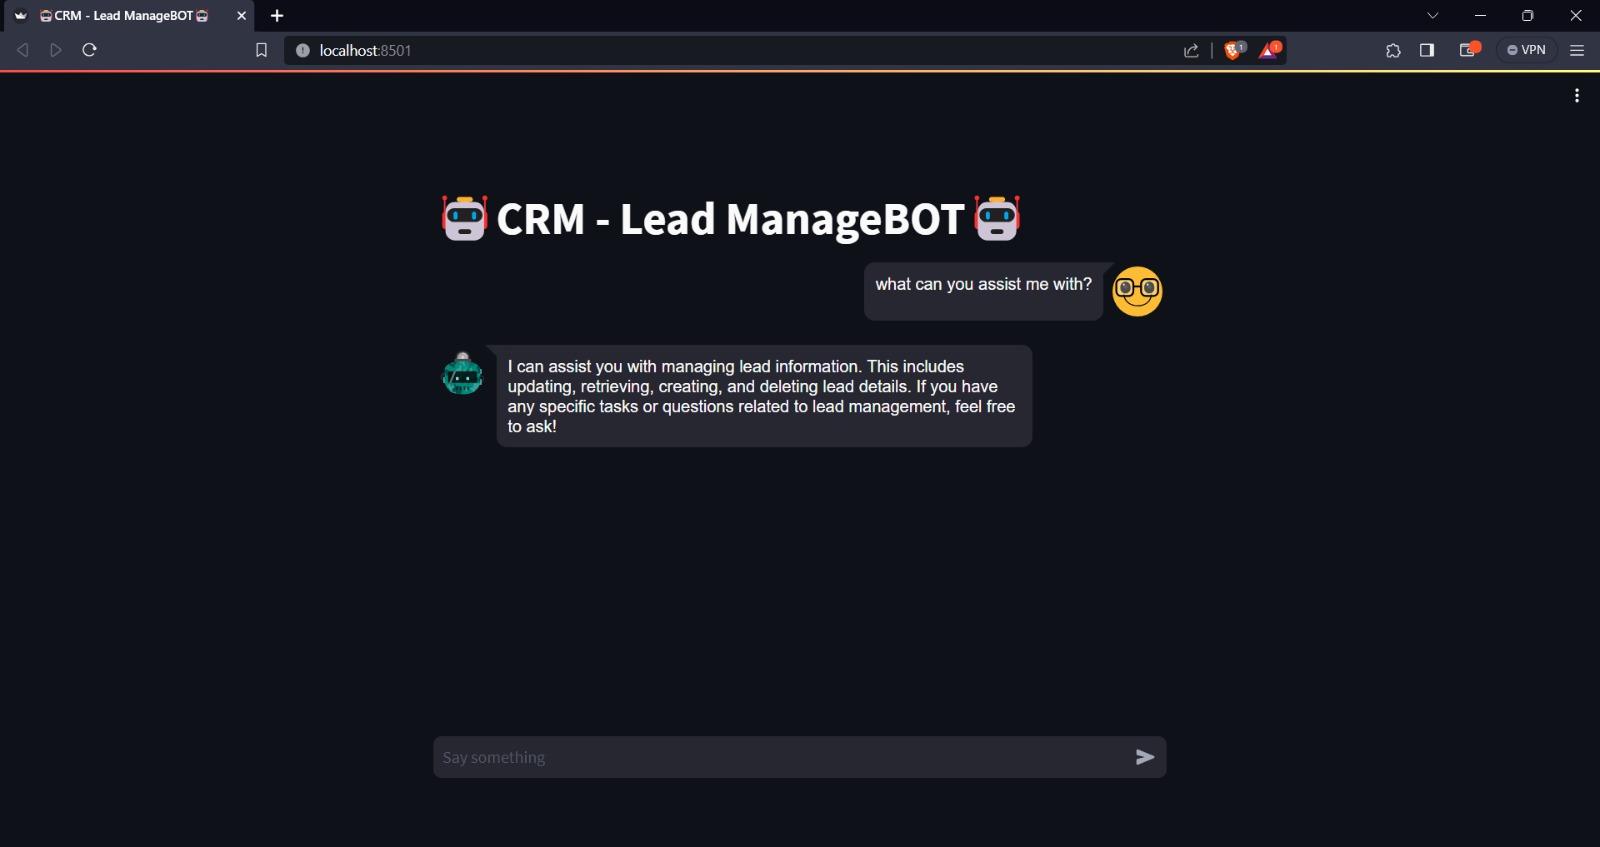 CRM - Lead ManageBOT
localhost:8501
1
1
VPN
CRM - Lead ManageBOT
what can you assist me with?
I can assist you with managing lead information. This includes
updating, retrieving, creating, and deleting lead details. If you have
any specific tasks or questions related to lead management, feel free
to ask!
Say something